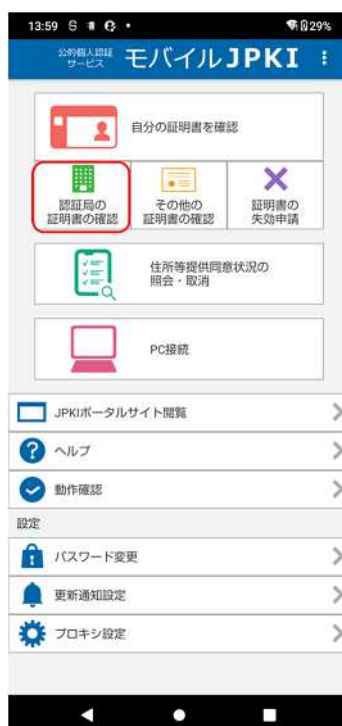 13:59
29%
公的個人認証
サービス
モバイルJPKI
自分の証明書を確認
認証局の
証明書の確認
その他の
証明書の確認
証明書の
失効申請
住所等提供同意状況の
照会・取消
PC接続
JPKIポータルサイト閲覧
ヘルプ
動作確認
設定
パスワード変更
更新通知設定
プロキシ設定